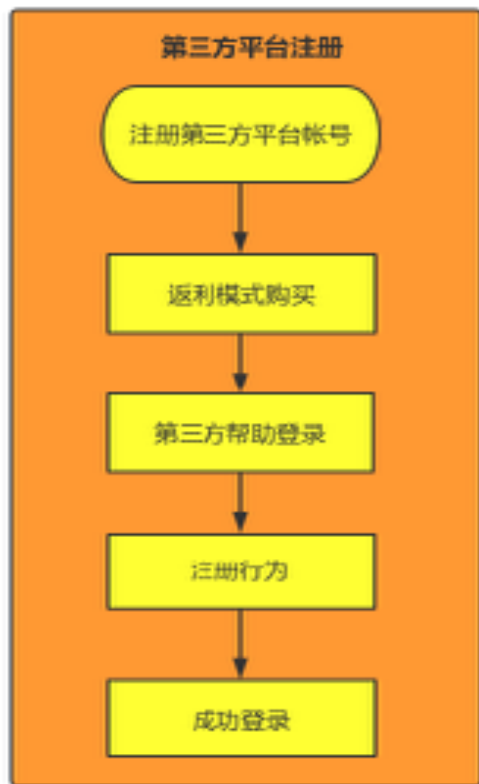 第三方平台注册
注册第三方平台帐号
返利模式购买
第三方帮助登录
注册行为
成功登录